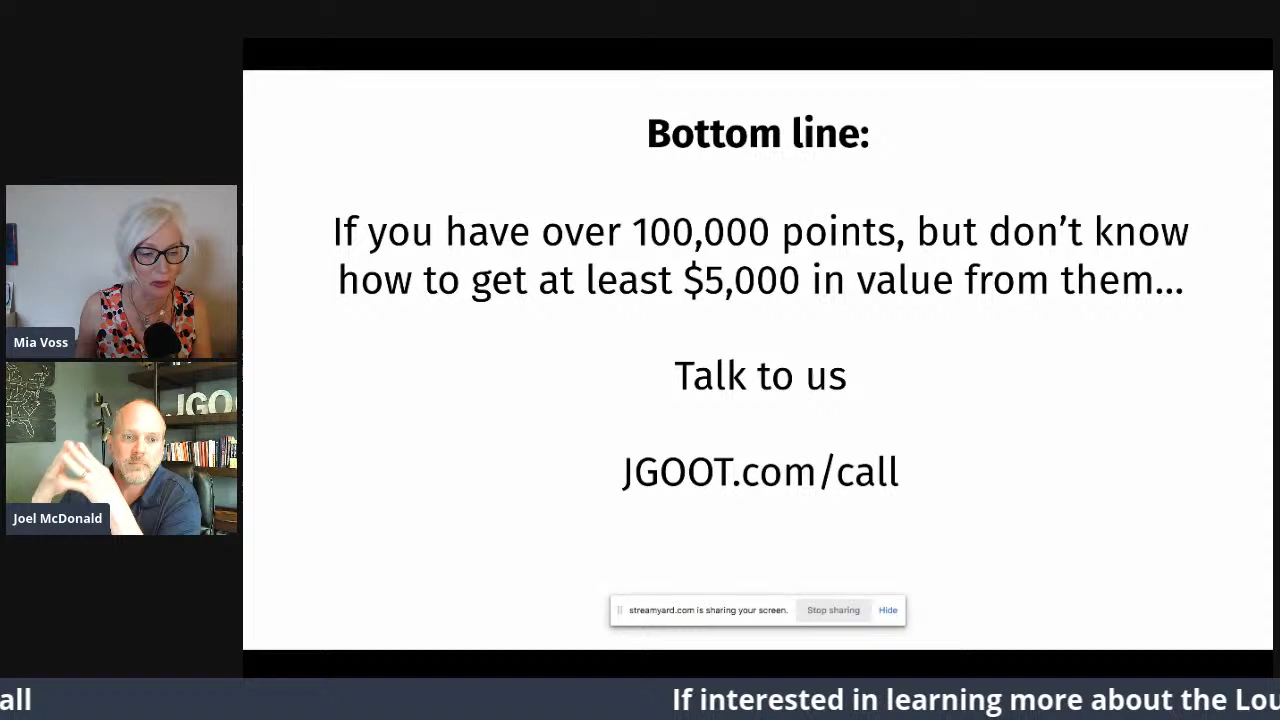 Bottom line:
If you have over 100,000 points, but don't know
how to get at least $5,000 in value from them...
Talk to us
JGOOT.com/call
Mia Voss
JGO
Joel McDonald
streamyard.com is sharing your screen.
Stop sharing
Hide
all
If interested in learning more about the Lou